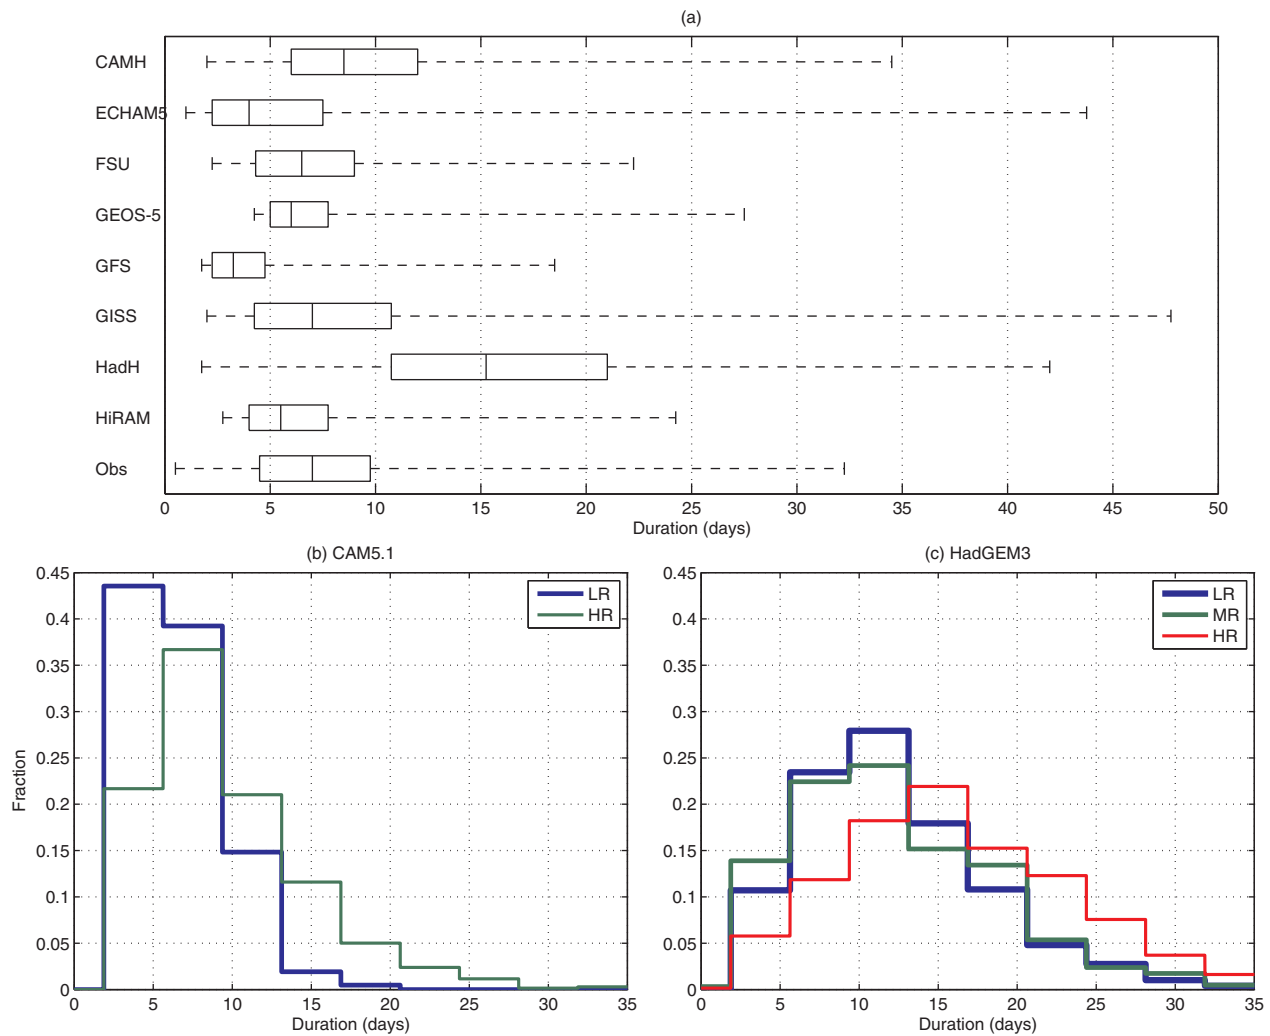 (a)
CAMH
ECHAM5
FSU
GEOS-5
GFS
GISS
HadH
HiRAM
Obs
0 5 10 15 20 25 30 35 40 45 50
Duration (days)
(b) CAM5.1
0.45
0.4
0.35
0.3
0.25
0.2
0.15
0.1
0.05
0
Fraction
LR
HR
0 5 10 15 20 25 30 35
Duration (days)
(c) HadGEM3
0.45
0.4
0.35
0.3
0.25
0.2
0.15
0.1
0.05
0
LR
MR
HR
0 5 10 15 20 25 30 35
Duration (days)